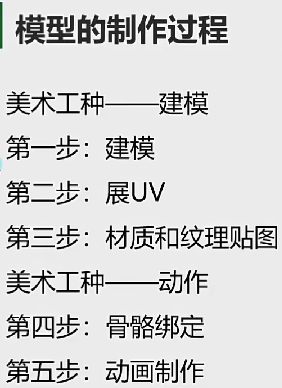 模型的制作过程
美术工种——建模
第一步：建模
第二步：展UV
第三步：材质和纹理贴图
美术工种——动作
第四步：骨骼绑定
第五步：动画制作